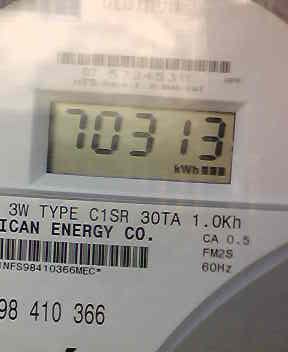 70313
kWh
3W TYPE C1SR 30TA 1.0Kh
ICAN ENERGY CO.
CA 0.5
FM2S
60Hz
NFS98410366MEC*
98 410 366